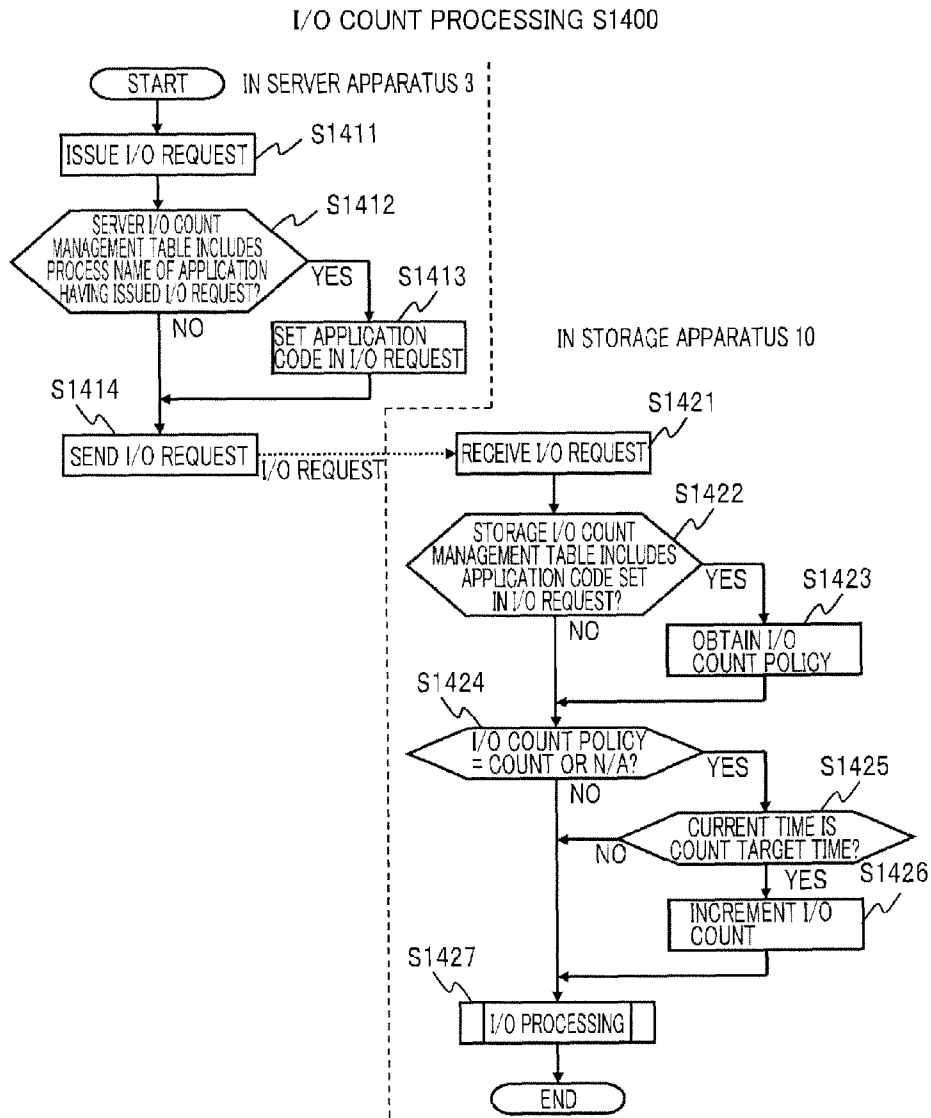 I/O COUNT PROCESSING S1400
START
IN SERVER APPARATUS 3
S1411
ISSUE I/O REQUEST
S1412
SERVER I/O COUNT
MANAGEMENT TABLE INCLUDES
PROCESS NAME OF APPLICATION
HAVING ISSUED I/O REQUEST?
YES
S1413
NO
SET APPLICATION
CODE IN I/O REQUEST
IN STORAGE APPARATUS 10
S1414
SEND I/O REQUEST
I/O REQUEST
S1421
RECEIVE I/O REQUEST
S1422
STORAGE I/O COUNT
MANAGEMENT TABLE INCLUDES
APPLICATION CODE SET
IN I/O REQUEST?
YES
S1423
NO
OBTAIN I/O
COUNT POLICY
S1424
I/O COUNT POLICY
= COUNT OR N/A?
YES
NO
S1425
CURRENT TIME IS
COUNT TARGET TIME?
NO
YES
S1426
INCREMENT I/O
COUNT
S1427
I/O PROCESSING
END